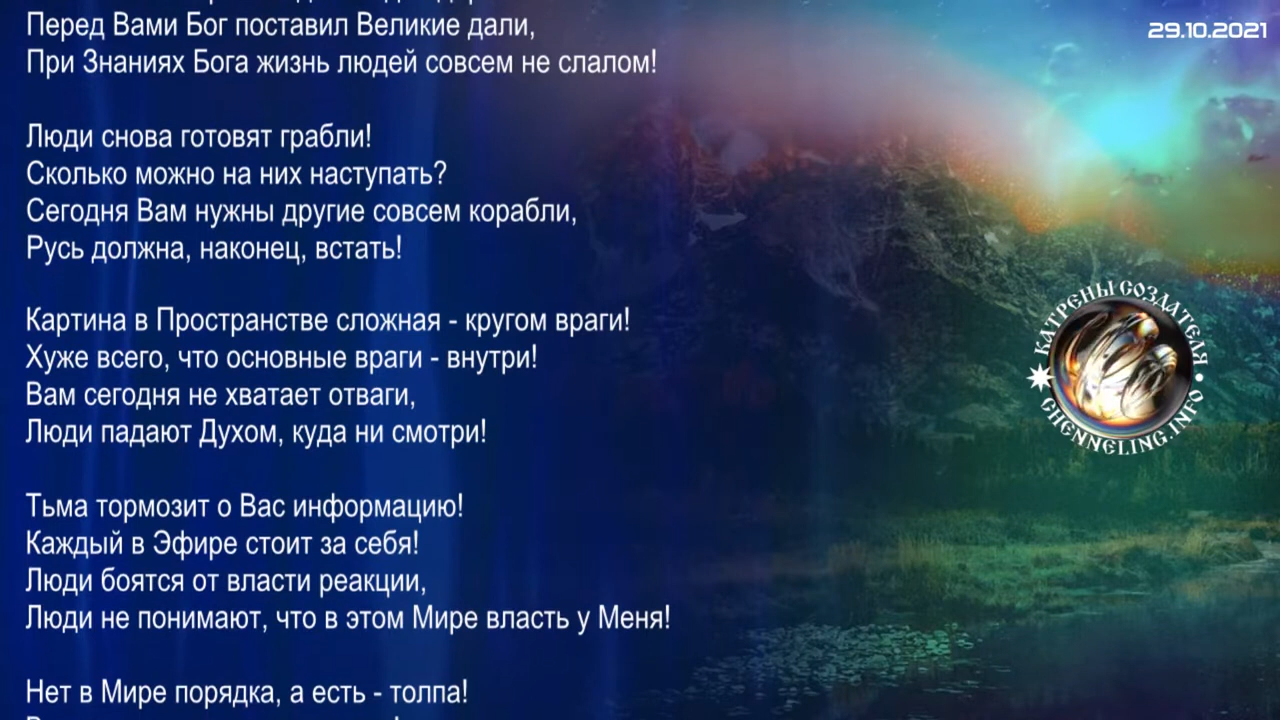 29.10.2021
Перед Вами Бог поставил Великие дали,
При Знаниях Бога жизнь людей совсем не слалом!
Люди снова готовят грабли!
Сколько можно на них наступать?
Сегодня Вам нужны другие совсем корабли,
Русь должна, наконец, встать!
Картина в Пространстве сложная - кругом враги!
Хуже всего, что основные враги - внутри!
Вам сегодня не хватает отваги,
Люди падают Духом, куда ни смотри!
Тьма тормозит о Вас информацию!
Каждый в Эфире стоит за себя!
Люди боятся от власти реакции,
Люди не понимают, что в этом Мире власть у Меня!
Нет в Мире порядка, а есть - толпа!
КАТРЕНЫ СОЗДАТЕЛЯ
CHENNELING.INFO